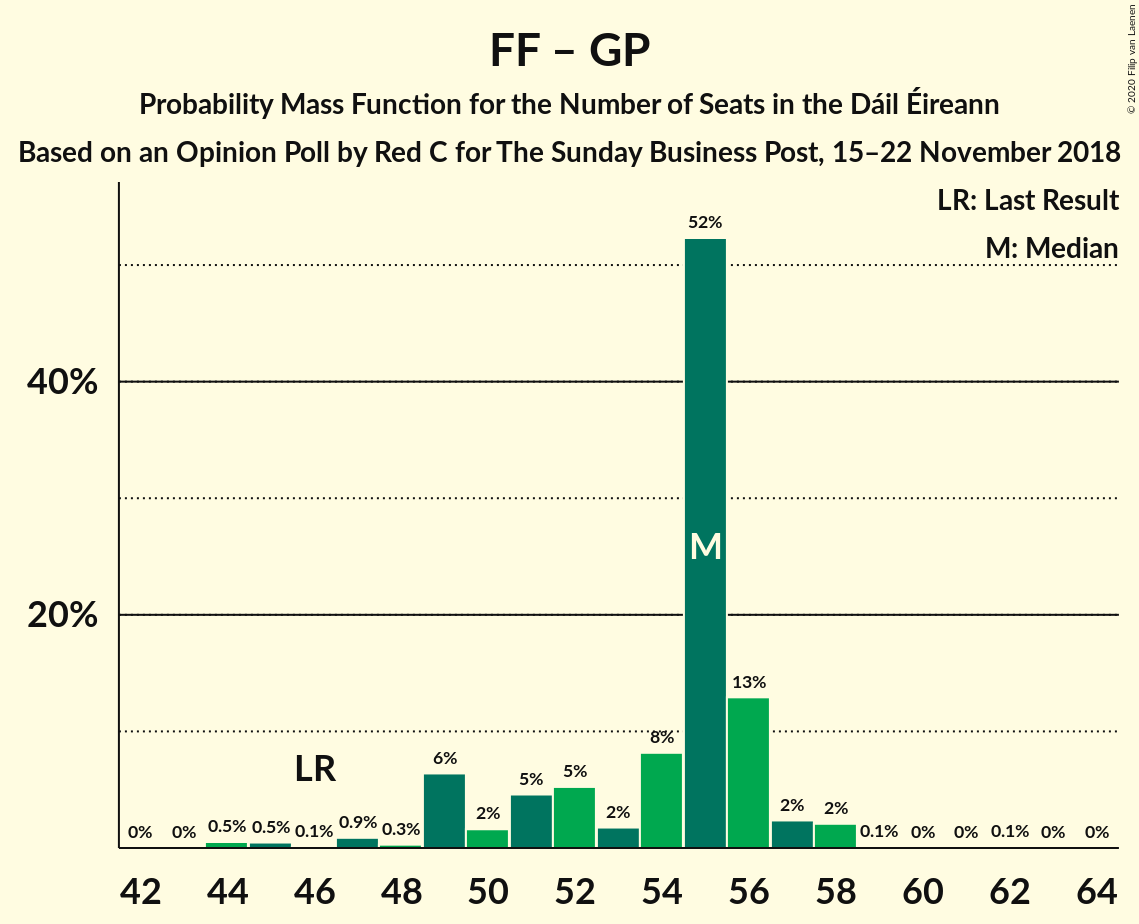 FF – GP
Probability Mass Function for the Number of Seats in the Dáil Éireann
Based on an Opinion Poll by Red C for The Sunday Business Post, 15–22 November 2018
© 2020 Filip van Laenen
LR: Last Result
M: Median
52%
40%
M
20%
13%
8%
LR
6%
5%
5%
2%
2%
2%
2%
0%
0%
0.5%
0.5%
0.1%
0.9%
0.3%
0.1%
0%
0%
0.1%
0%
0%
42 44 46 48 50 52 54 56 58 60 62 64